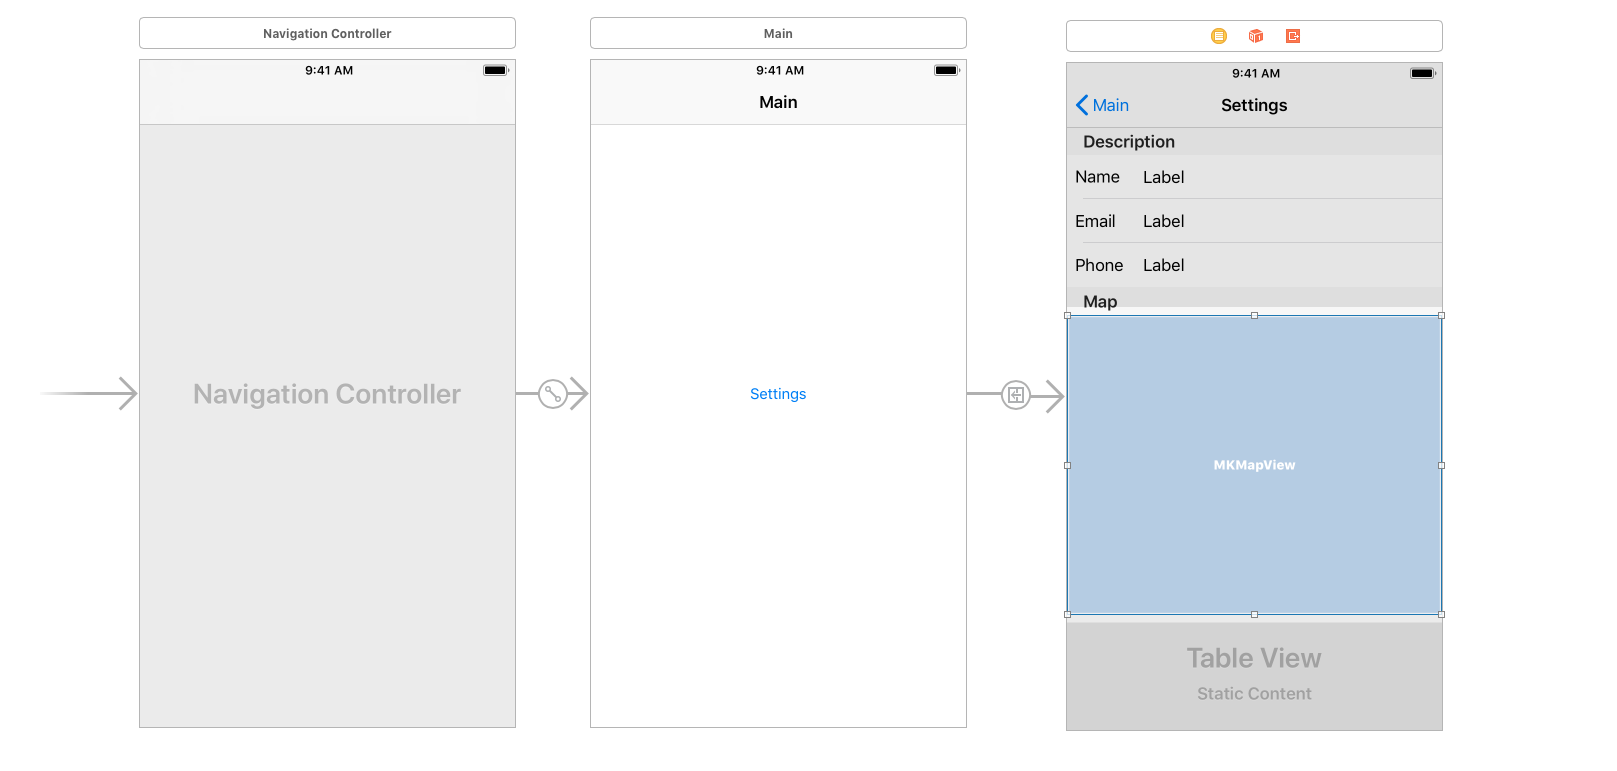 Navigation Controller
9:41 AM
Navigation Controller
Main
9:41 AM
Main
Settings
9:41 AM
Main
Settings
Description
Name Label
Email Label
Phone Label
Map
MKMapView
Table View
Static Content